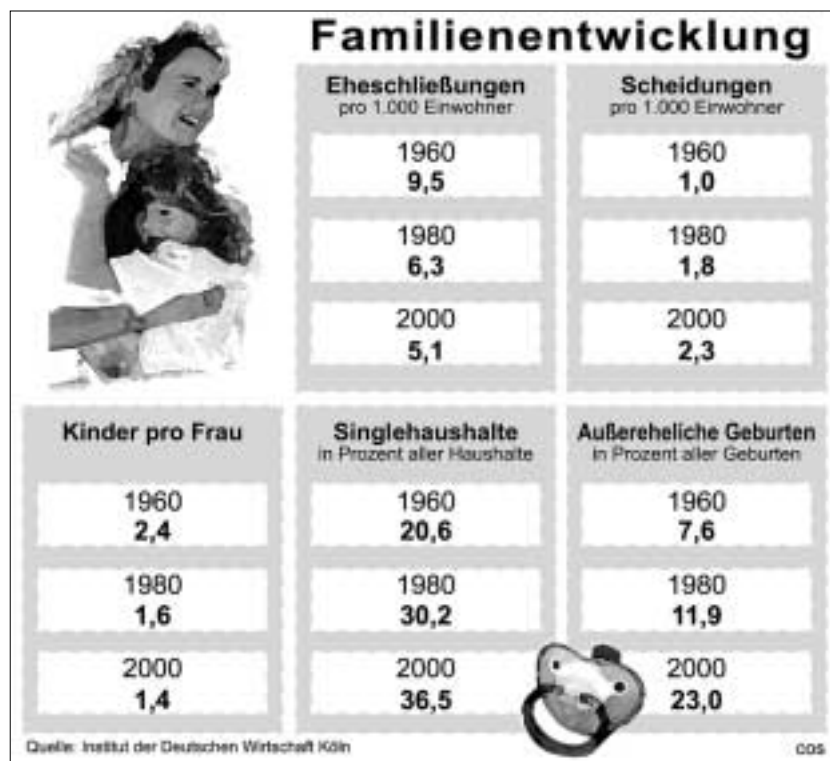 Familienentwicklung
Eheschließungen
pro 1.000 Einwohner
1960
9,5
1980
6,3
2000
5,1
Scheidungen
pro 1.000 Einwohner
1960
1,0
1980
1,8
2000
2,3
Kinder pro Frau
1960
2,4
1980
1,6
2000
1,4
Singlehaushalte
in Prozent aller Haushalte
1960
20,6
1980
30,2
2000
36,5
Außereheliche Geburten
in Prozent aller Geburten
1960
7,6
1980
11,9
2000
23,0
Quelle: Institut der Deutschen Wirtschaft Köln
cos